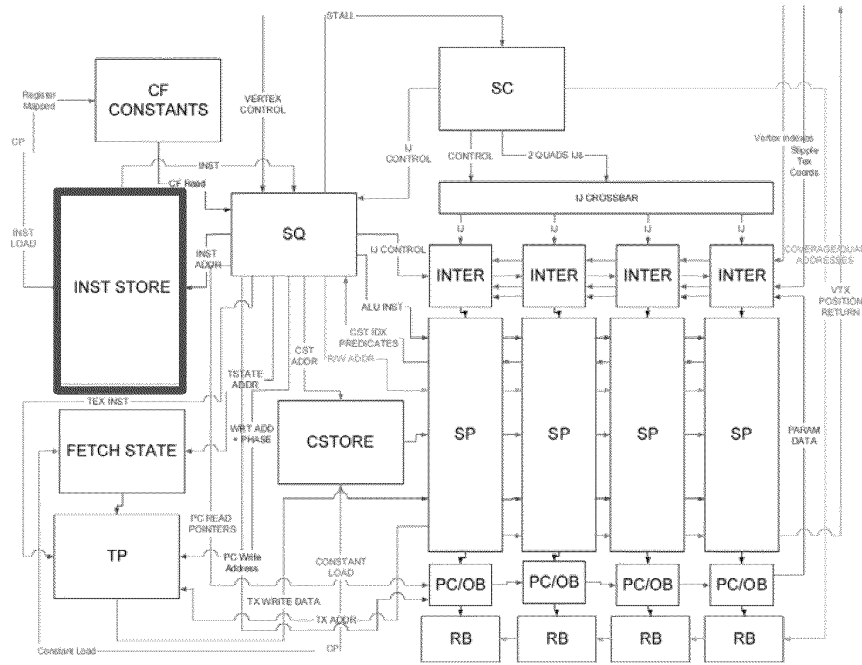 STALL
SC
CF
CONSTANTS
Register
Mapped
VERTEX
CONTROL
CP
INST
CF Read
IJ
CONTROL
CONTROL
2 QUADS IJs
Vertex indexes
Stipple
Tex
Coords
IJ CROSSBAR
INST STORE
INST
LOAD
INST
ADDR
SQ
IJ CONTROL
IJ
IJ
IJ
IJ
INTER
INTER
INTER
INTER
COVERAGE/QUAD
ADDRESSES
VTX
POSITION
RETURN
ALU INST
CST IDX
PREDICATES
R/W ADDR
CST
ADDR
TSTATE
ADDR
TEX INST
FETCH STATE
WRT ADD
+ PHASE
CSTORE
SP
SP
SP
SP
PARAM
DATA
PC READ
POINTERS
TP
PC Write
Address
CONSTANT
LOAD
PC/OB
PC/OB
PC/OB
PC/OB
TX WRITE DATA
TX ADDR
RB
RB
RB
RB
Constant Load
CP